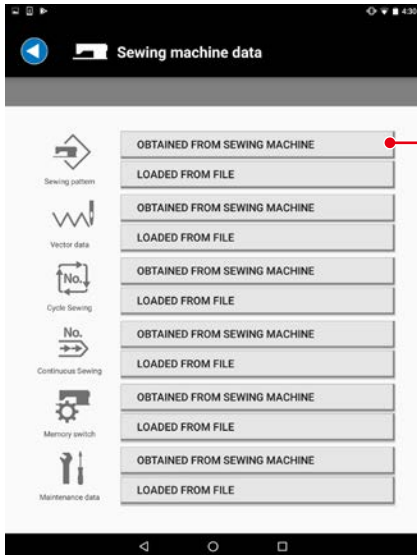 4:30
Sewing machine data
OBTAINED FROM SEWING MACHINE
LOADED FROM FILE
Sewing pattern
OBTAINED FROM SEWING MACHINE
LOADED FROM FILE
Vector data
No.
OBTAINED FROM SEWING MACHINE
LOADED FROM FILE
Cycle Sewing
No.
OBTAINED FROM SEWING MACHINE
LOADED FROM FILE
Continuous Sewing
OBTAINED FROM SEWING MACHINE
LOADED FROM FILE
Memory switch
OBTAINED FROM SEWING MACHINE
LOADED FROM FILE
Maintenance data